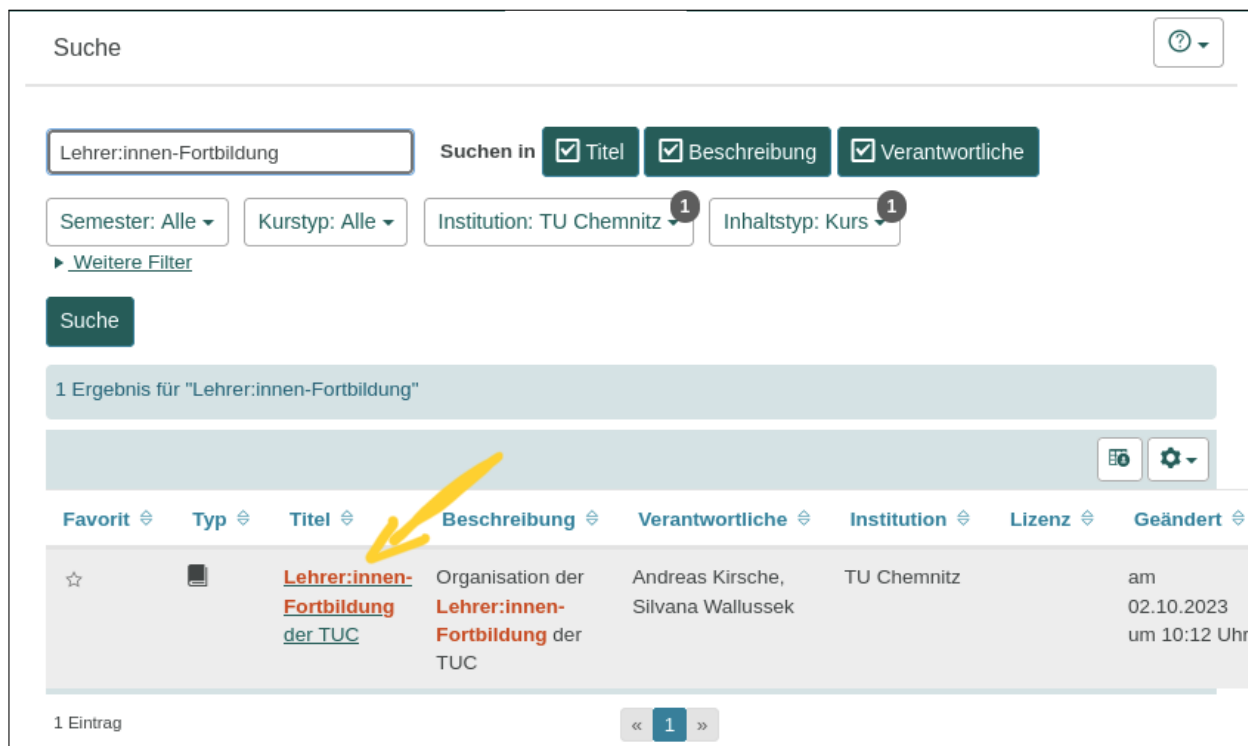 Suche
Lehrer:innen-Fortbildung Suchen in Titel Beschreibung Verantwortliche
Semester: Alle Kurstyp: Alle Institution: TU Chemnitz 1 Inhaltstyp: Kurs 1
Weitere Filter
Suche
1 Ergebnis für "Lehrer:innen-Fortbildung"
Favorit Typ Titel Beschreibung Verantwortliche Institution Lizenz Geändert
Lehrer:innen- Organisation der Andreas Kirsche, TU Chemnitz am
Fortbildung Lehrer:innen- Silvana Wallussek 02.10.2023
der TUC Fortbildung der um 10:12 Uhr
TUC
1 Eintrag « 1 »